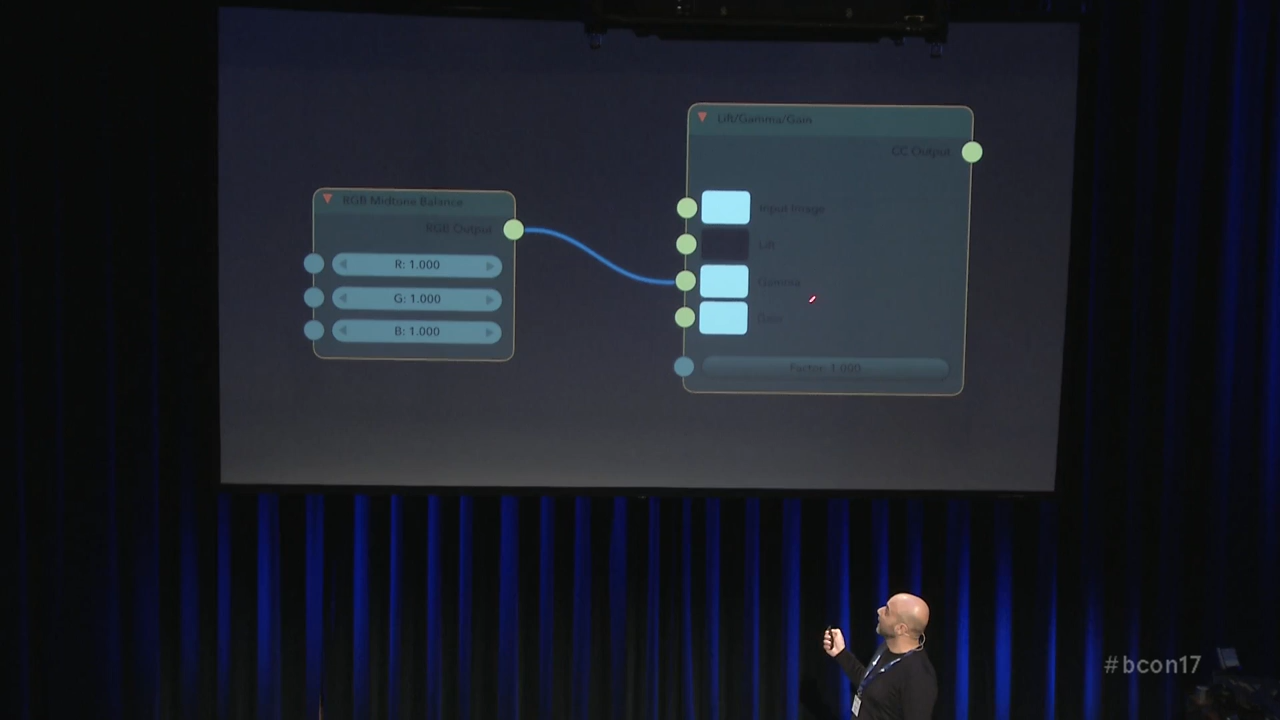 RGB Midtone Balance
RGB Output
R: 1.000
G: 1.000
B: 1.000
Lift/Gamma/Gain
CC Output
Input Image
Lift
Gamma
Gain
Factor: 1.000
#bcon17